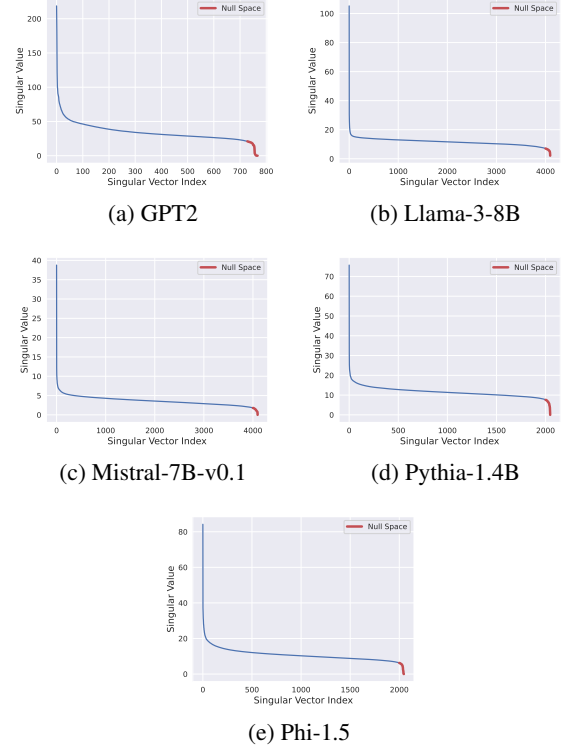 Null Space
200
150
100
50
0
Singular Value
0 100 200 300 400 500 600 700 800
Singular Vector Index
(a) GPT2
Null Space
100
80
60
40
20
0
Singular Value
0 1000 2000 3000 4000
Singular Vector Index
(b) Llama-3-8B
Null Space
40
35
30
25
20
15
10
5
0
Singular Value
0 1000 2000 3000 4000
Singular Vector Index
(c) Mistral-7B-v0.1
Null Space
70
60
50
40
30
20
10
0
Singular Value
0 500 1000 1500 2000
Singular Vector Index
(d) Pythia-1.4B
Null Space
80
60
40
20
0
Singular Value
0 500 1000 1500 2000
Singular Vector Index
(e) Phi-1.5